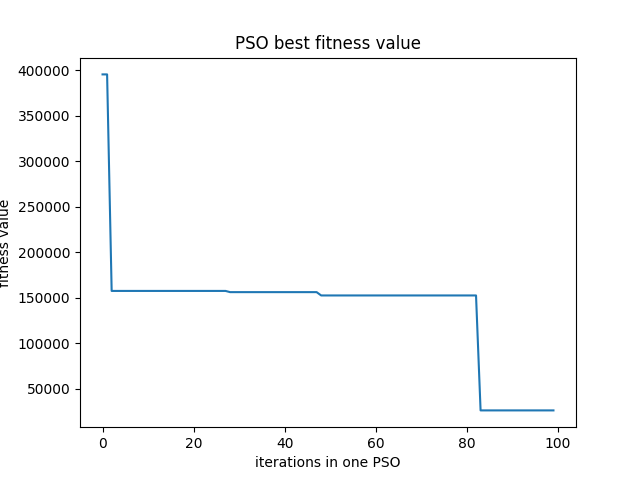 PSO best fitness value
400000
350000
300000
250000
200000
150000
100000
50000
fitness value
0 20 40 60 80 100
iterations in one PSO